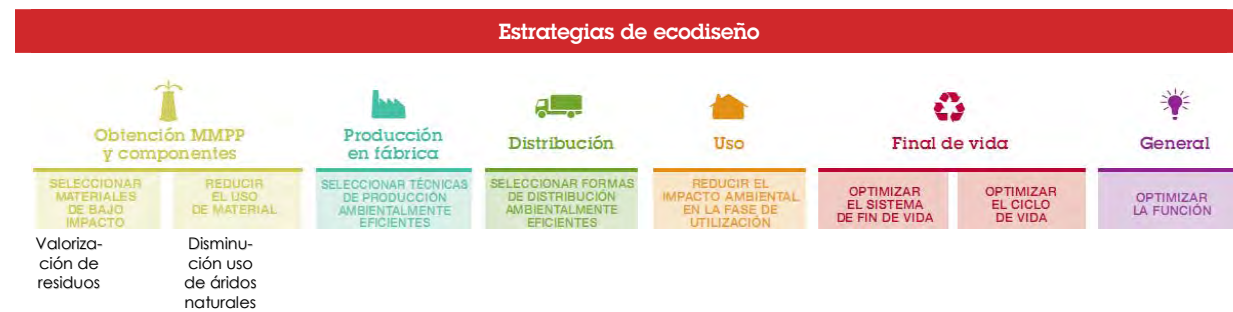 Estrategias de ecodiseño
Obtención MMPP
y componentes
Producción
en fábrica
Distribución
Uso
Final de vida
General
SELECCIONAR
MATERIALES
DE BAJO
IMPACTO
REDUCIR
EL USO
DE MATERIAL
SELECCIONAR TÉCNICAS
DE PRODUCCIÓN
AMBIENTALMENTE
EFICIENTES
SELECCIONAR FORMAS
DE DISTRIBUCIÓN
AMBIENTALMENTE
EFICIENTES
REDUCIR EL
IMPACTO AMBIENTAL
EN LA FASE DE
UTILIZACIÓN
OPTIMIZAR
EL SISTEMA
DE FIN DE VIDA
OPTIMIZAR
EL CICLO
DE VIDA
OPTIMIZAR
LA FUNCIÓN
Valoriza-
ción de
residuos
Disminu-
ción uso
de áridos
naturales